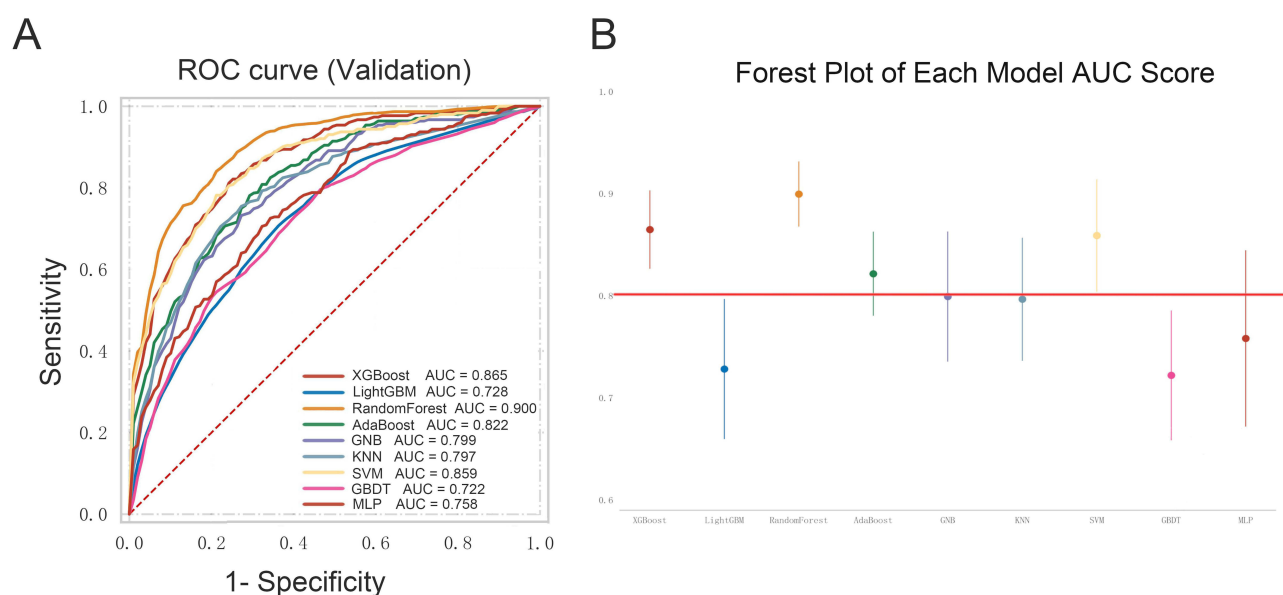 A
ROC curve (Validation)
Sensitivity
1.0
0.8
0.6
0.4
0.2
0.0
XGBoost AUC = 0.865
LightGBM AUC = 0.728
RandomForest AUC = 0.900
AdaBoost AUC = 0.822
GNB AUC = 0.799
KNN AUC = 0.797
SVM AUC = 0.859
GBDT AUC = 0.722
MLP AUC = 0.758
0.0 0.2 0.4 0.6 0.8 1.0
1- Specificity
B
Forest Plot of Each Model AUC Score
1.0
0.9
0.8
0.7
0.6
XGBoost LightGBM RandomForest AdaBoost GNB KNN SVM GBDT MLP